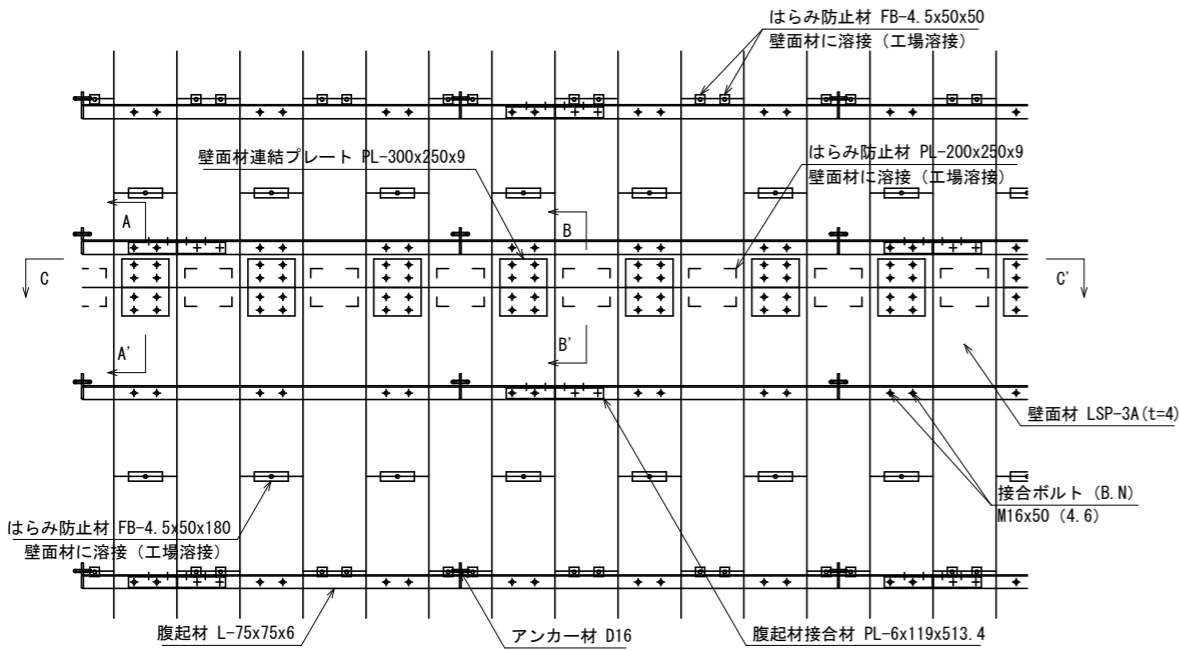 はらみ防止材 FB-4.5x50x50
壁面材に溶接（工場溶接）
壁面材連結プレート PL-300x250x9
はらみ防止材 PL-200x250x9
壁面材に溶接（工場溶接）
A
B
C
C'
A'
B'
壁面材 LSP-3A(t=4)
接合ボルト（B.N）
M16x50（4.6）
はらみ防止材 FB-4.5x50x180
壁面材に溶接（工場溶接）
腹起材 L-75x75x6
アンカー材 D16
腹起材接合材 PL-6x119x513.4